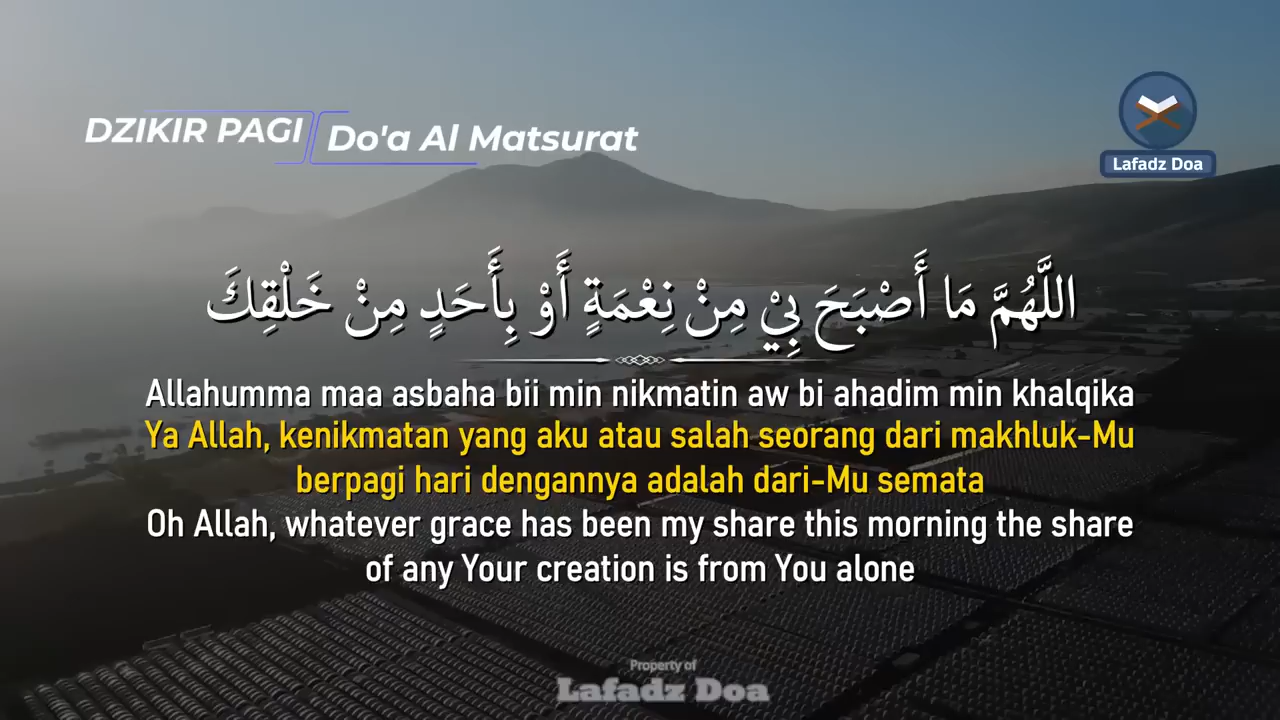 DZIKIR PAGI
Do'a Al Matsurat
Lafadz Doa
اللَّهُمَّ مَا أَصْبَحَ بِيْ مِنْ نِعْمَةٍ أَوْ بِأَحَدٍ مِنْ خَلْقِكَ
Allahumma maa asbaha bii min nikmatin aw bi ahadim min khalqika
Ya Allah, kenikmatan yang aku atau salah seorang dari makhluk-Mu
berpagi hari dengannya adalah dari-Mu semata
Oh Allah, whatever grace has been my share this morning the share
of any Your creation is from You alone
Property of
Lafadz Doa